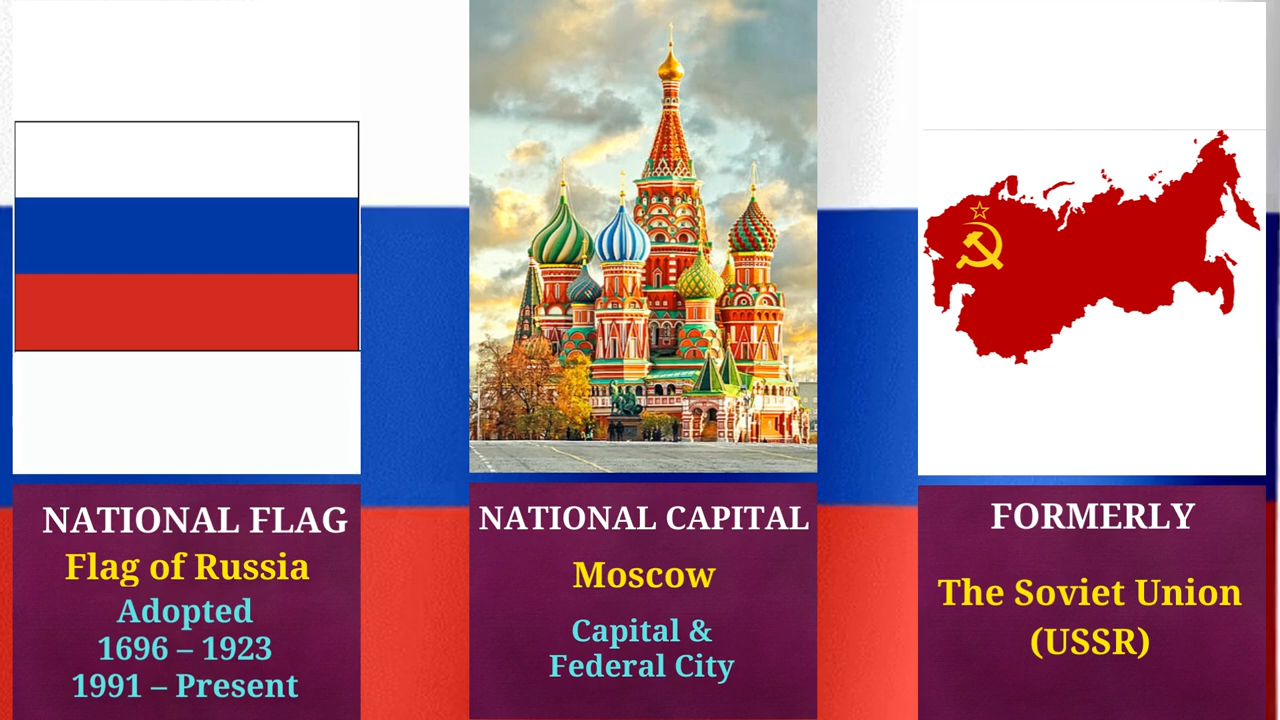 NATIONAL FLAG
Flag of Russia
Adopted
1696 – 1923
1991 – Present
NATIONAL CAPITAL
Moscow
Capital &
Federal City
FORMERLY
The Soviet Union
(USSR)